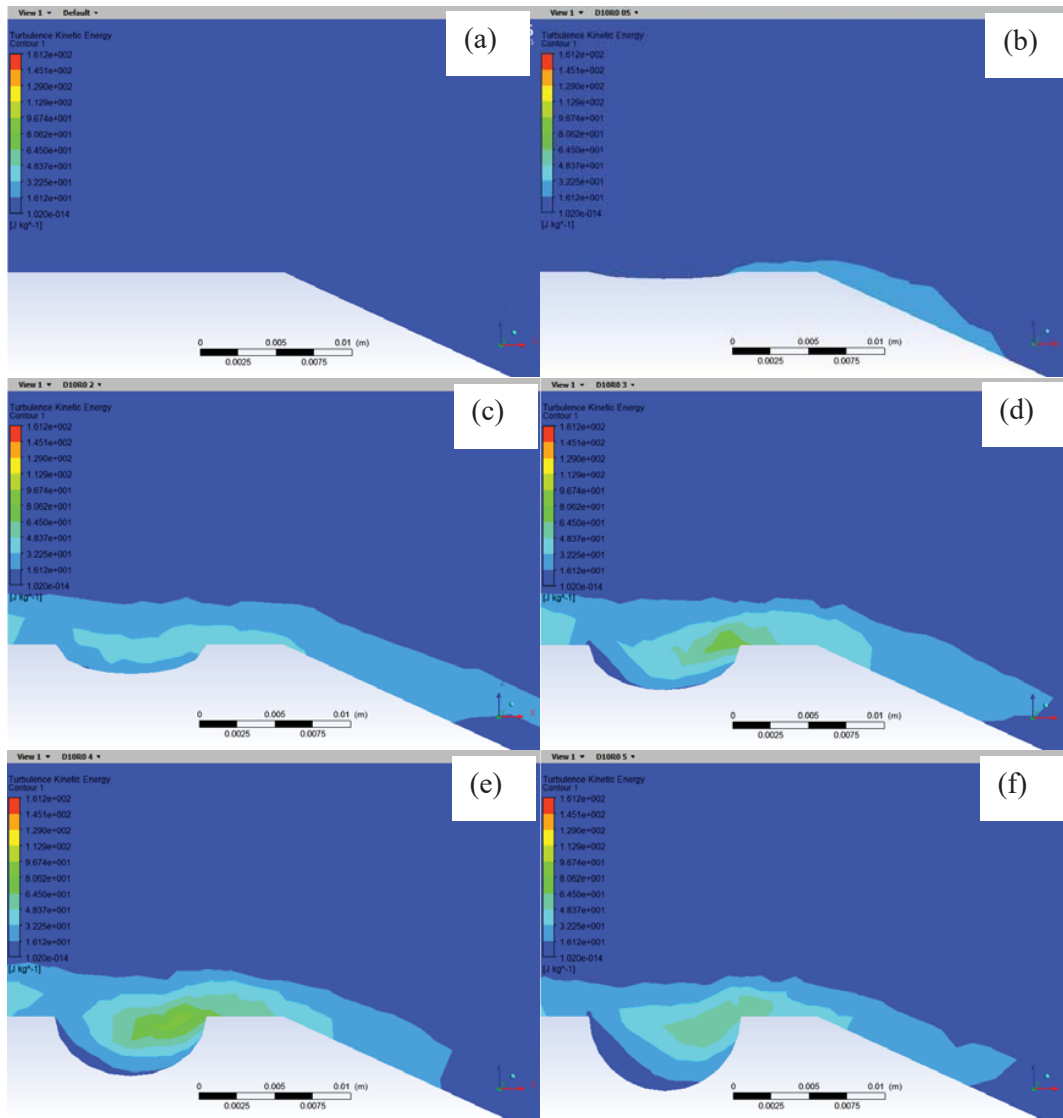 View 1 Default
(a)
Turbulence Kinetic Energy
Contour 1
1.612e+002
1.451e+002
1.290e+002
1.129e+002
9.674e+001
8.062e+001
6.450e+001
4.837e+001
3.225e+001
1.612e+001
1.020e-014
[J kg^-1]
0 0.005 0.01 (m)
0.0025 0.0075
View 1 D10R0 05
(b)
Turbulence Kinetic Energy
Contour 1
1.612e+002
1.451e+002
1.290e+002
1.129e+002
9.674e+001
8.062e+001
6.450e+001
4.837e+001
3.225e+001
1.612e+001
1.020e-014
[J kg^-1]
0 0.005 0.01 (m)
0.0025 0.0075
View 1 D10R0 2
(c)
Turbulence Kinetic Energy
Contour 1
1.612e+002
1.451e+002
1.290e+002
1.129e+002
9.674e+001
8.062e+001
6.450e+001
4.837e+001
3.225e+001
1.612e+001
1.020e-014
[J kg^-1]
0 0.005 0.01 (m)
0.0025 0.0075
View 1 D10R0 3
(d)
Turbulence Kinetic Energy
Contour 1
1.612e+002
1.451e+002
1.290e+002
1.129e+002
9.674e+001
8.062e+001
6.450e+001
4.837e+001
3.225e+001
1.612e+001
1.020e-014
[J kg^-1]
0 0.005 0.01 (m)
0.0025 0.0075
View 1 D10R0 4
(e)
Turbulence Kinetic Energy
Contour 1
1.612e+002
1.451e+002
1.290e+002
1.129e+002
9.674e+001
8.062e+001
6.450e+001
4.837e+001
3.225e+001
1.612e+001
1.020e-014
[J kg^-1]
0 0.005 0.01 (m)
0.0025 0.0075
View 1 D10R0 5
(f)
Turbulence Kinetic Energy
Contour 1
1.612e+002
1.451e+002
1.290e+002
1.129e+002
9.674e+001
8.062e+001
6.450e+001
4.837e+001
3.225e+001
1.612e+001
1.020e-014
[J kg^-1]
0 0.005 0.01 (m)
0.0025 0.0075